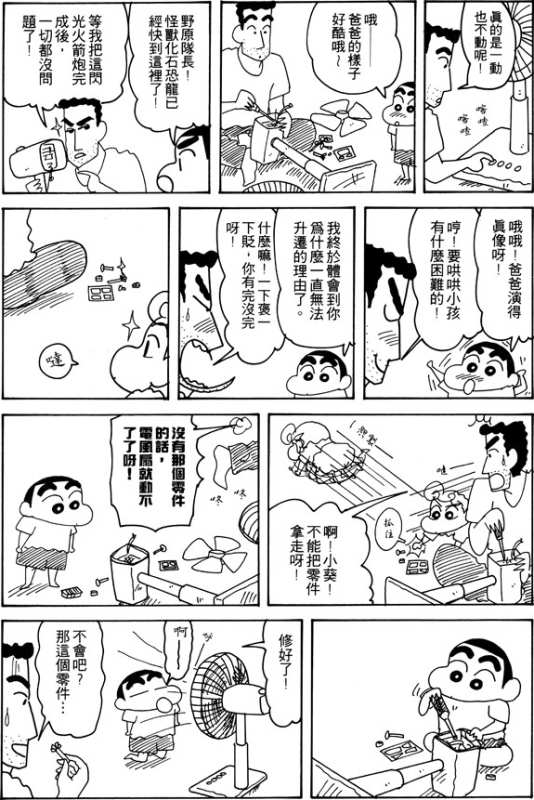 真的是一動
也不動呢！
喀喳
喀喳
哦——
爸爸的樣子
好酷哦～
野原隊長！
怪獸化石恐龍已
經快到這裡了！
等我把這閃
光火箭炮完
成後，
一切都沒問
題了！
哦哦！爸爸演得
真像呀！
哼！要哄哄小孩
有什麼困難的！
我終於體會到你
為什麼一直無法
升遷的理由了。
什麼嘛！一下褒一
下貶，你有完沒完
呀！
噠
抓住
啊！小葵！
不能把零件
拿走呀！
沒有那個零件
的話，
電風扇就動不
了了呀！
咚
咚
修好了！
啊
不會吧？
那這個零件…